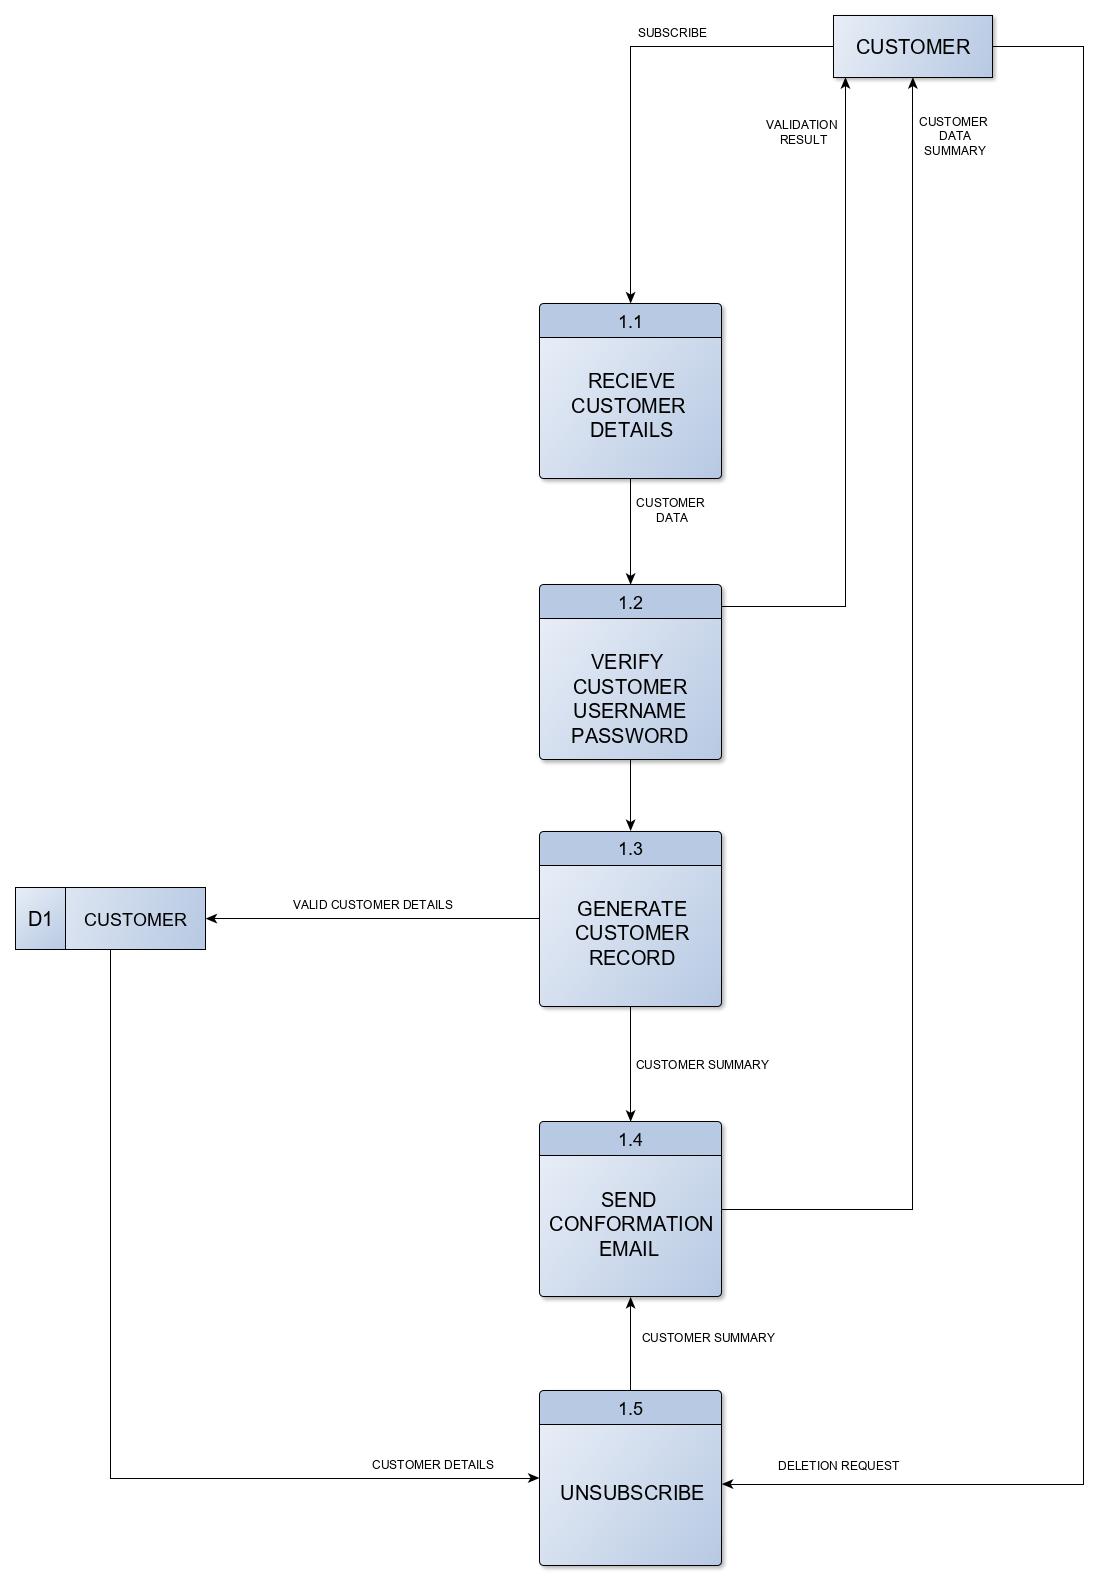 SUBSCRIBE
CUSTOMER
VALIDATION
RESULT
CUSTOMER
DATA
SUMMARY
1.1
RECIEVE
CUSTOMER
DETAILS
CUSTOMER
DATA
1.2
VERIFY
CUSTOMER
USERNAME
PASSWORD
1.3
GENERATE
CUSTOMER
RECORD
VALID CUSTOMER DETAILS
D1 CUSTOMER
CUSTOMER SUMMARY
1.4
SEND
CONFORMATION
EMAIL
CUSTOMER SUMMARY
1.5
UNSUBSCRIBE
CUSTOMER DETAILS
DELETION REQUEST